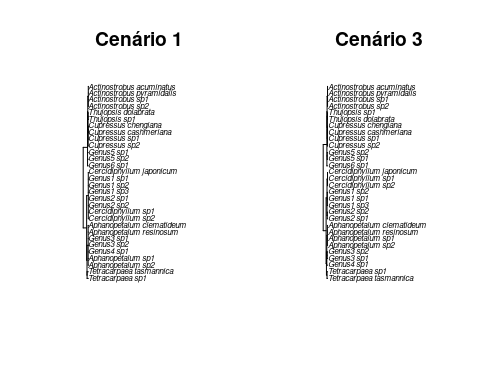 Cenário 1
Actinostrobus acuminatus
Actinostrobus pyramidalis
Actinostrobus sp1
Actinostrobus sp2
Thujopsis dolabrata
Thujopsis sp1
Cupressus chengiana
Cupressus cashmeriana
Cupressus sp1
Cupressus sp2
Genus5 sp1
Genus5 sp2
Genus6 sp1
Cercidiphyllum japonicum
Genus1 sp1
Genus1 sp2
Genus1 sp3
Genus2 sp1
Genus2 sp2
Cercidiphyllum sp1
Cercidiphyllum sp2
Aphanopetalum clematideum
Aphanopetalum resinosum
Genus3 sp1
Genus3 sp2
Genus4 sp1
Aphanopetalum sp1
Aphanopetalum sp2
Tetracarpaea tasmannica
Tetracarpaea sp1
Cenário 3
Actinostrobus acuminatus
Actinostrobus pyramidalis
Actinostrobus sp1
Actinostrobus sp2
Thujopsis sp1
Thujopsis dolabrata
Cupressus chengiana
Cupressus cashmeriana
Cupressus sp1
Cupressus sp2
Genus5 sp2
Genus5 sp1
Genus6 sp1
Cercidiphyllum japonicum
Cercidiphyllum sp1
Cercidiphyllum sp2
Genus1 sp2
Genus1 sp1
Genus1 sp3
Genus2 sp2
Genus2 sp1
Aphanopetalum clematideum
Aphanopetalum resinosum
Aphanopetalum sp1
Aphanopetalum sp2
Genus3 sp2
Genus3 sp1
Genus4 sp1
Tetracarpaea sp1
Tetracarpaea tasmannica